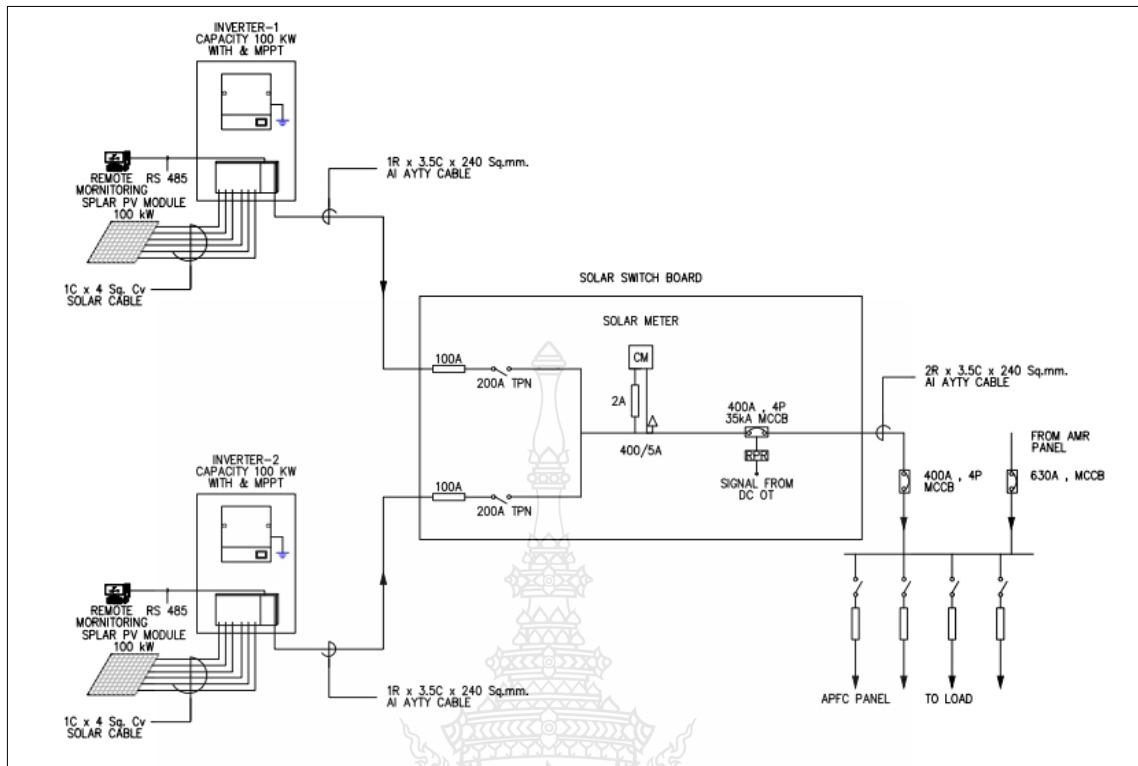 INVERTER-1
CAPACITY 100 KW
WITH & MPPT
REMOTE RS 485
MORNITORING
SPLAR PV MODULE
100 kW
1C x 4 Sq. Cv
SOLAR CABLE
1R x 3.5C x 240 Sq.mm.
Al AYTY CABLE
SOLAR SWITCH BOARD
SOLAR METER
CM
2A
100A
200A TPN
400/5A
400A , 4P
35kA MCCB
RPR
SIGNAL FROM
DC OT
100A
200A TPN
2R x 3.5C x 240 Sq.mm.
Al AYTY CABLE
FROM AMR
PANEL
400A , 4P
MCCB
630A , MCCB
APFC PANEL
TO LOAD
INVERTER-2
CAPACITY 100 KW
WITH & MPPT
REMOTE RS 485
MORNITORING
SPLAR PV MODULE
100 kW
1C x 4 Sq. Cv
SOLAR CABLE
1R x 3.5C x 240 Sq.mm.
Al AYTY CABLE